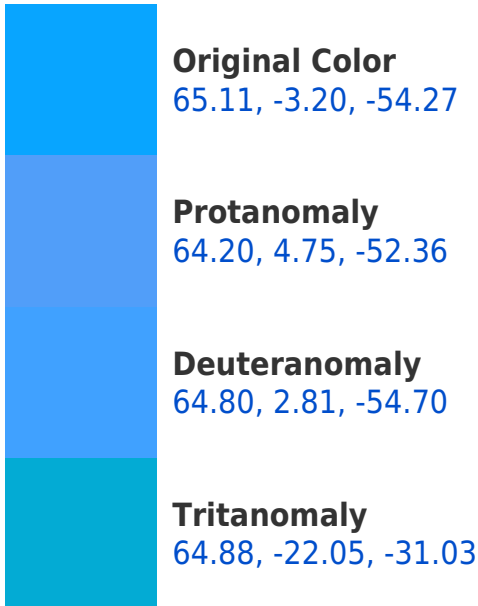 Original Color
65.11, -3.20, -54.27
Protanomaly
64.20, 4.75, -52.36
Deuteranomaly
64.80, 2.81, -54.70
Tritanomaly
64.88, -22.05, -31.03